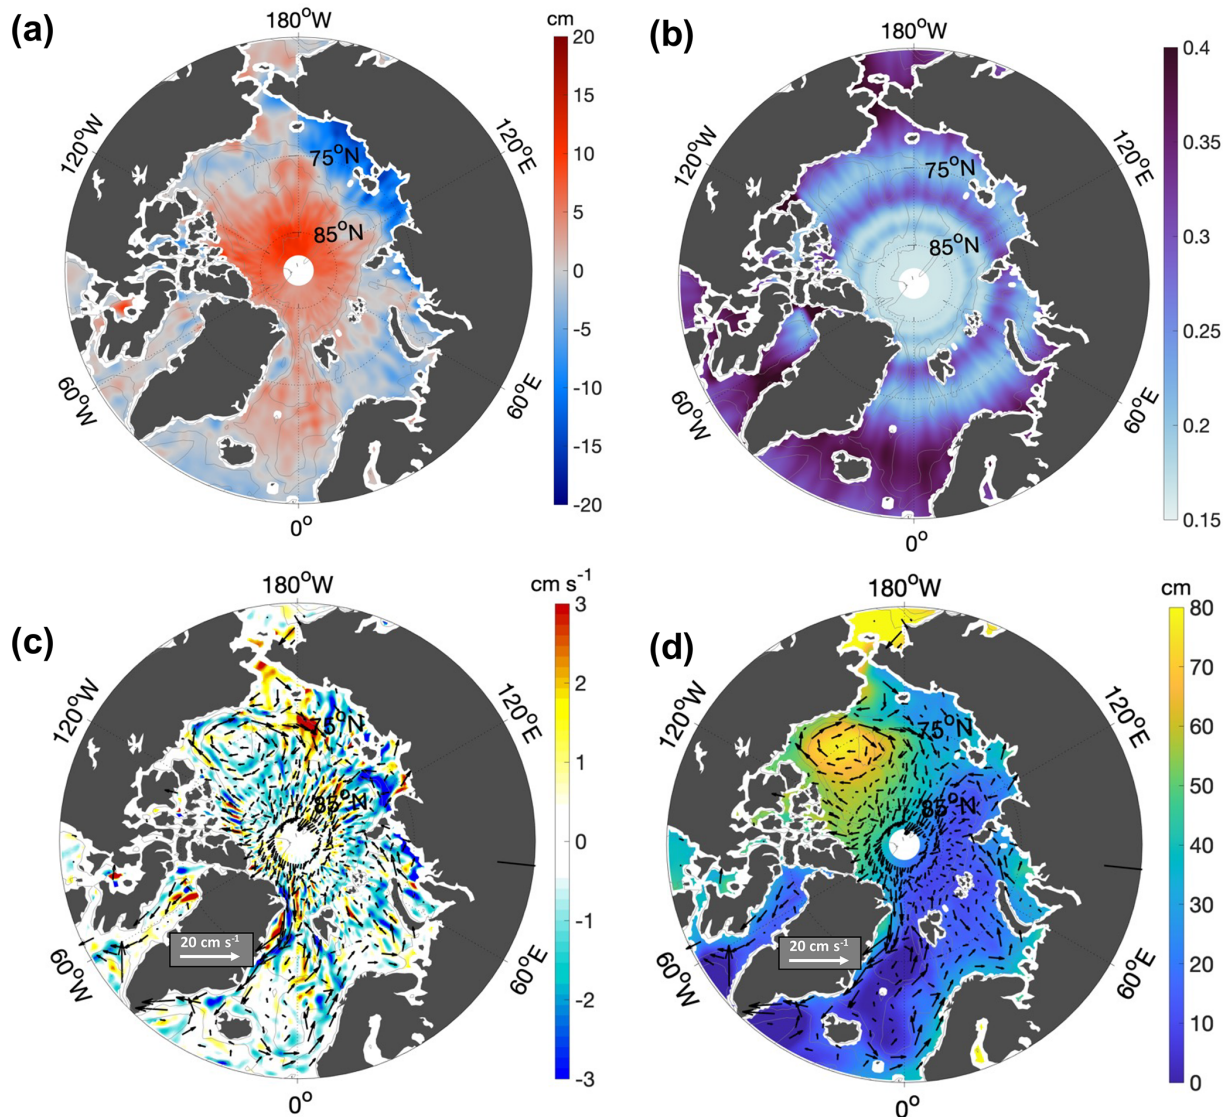 (a)
180°W
cm
120°W
120°E
75°N
85°N
60°W
60°E
0°
20
15
10
5
0
-5
-10
-15
-20
(b)
180°W
120°W
120°E
75°N
85°N
60°W
60°E
0°
0.4
0.35
0.3
0.25
0.2
0.15
(c)
180°W
cm s⁻¹
120°W
120°E
75°N
85°N
20 cm s⁻¹
60°W
60°E
0°
3
2
1
0
-1
-2
-3
(d)
180°W
cm
120°W
120°E
75°N
85°N
20 cm s⁻¹
60°W
60°E
0°
80
70
60
50
40
30
20
10
0